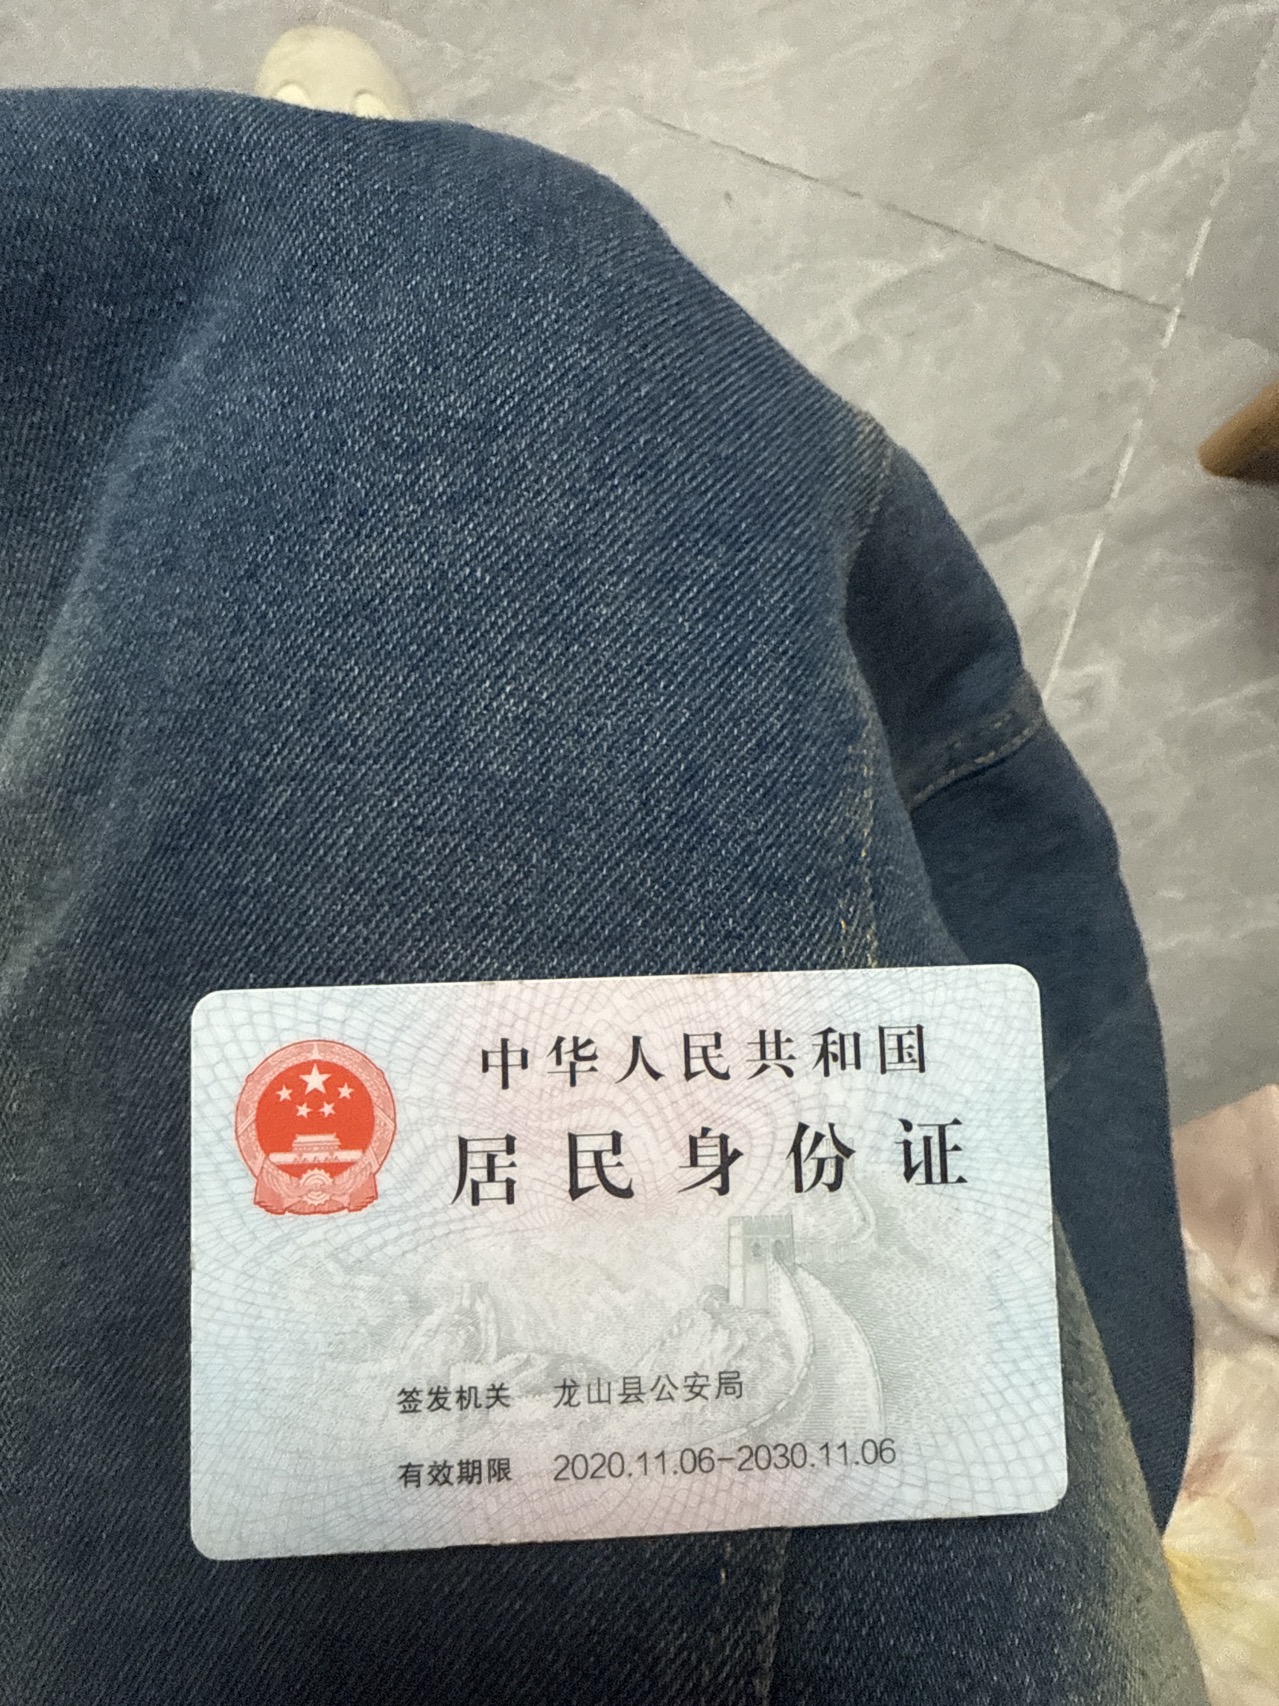 中华人民共和国
居民身份证
签发机关 龙山县公安局
有效期限 2020.11.06-2030.11.06